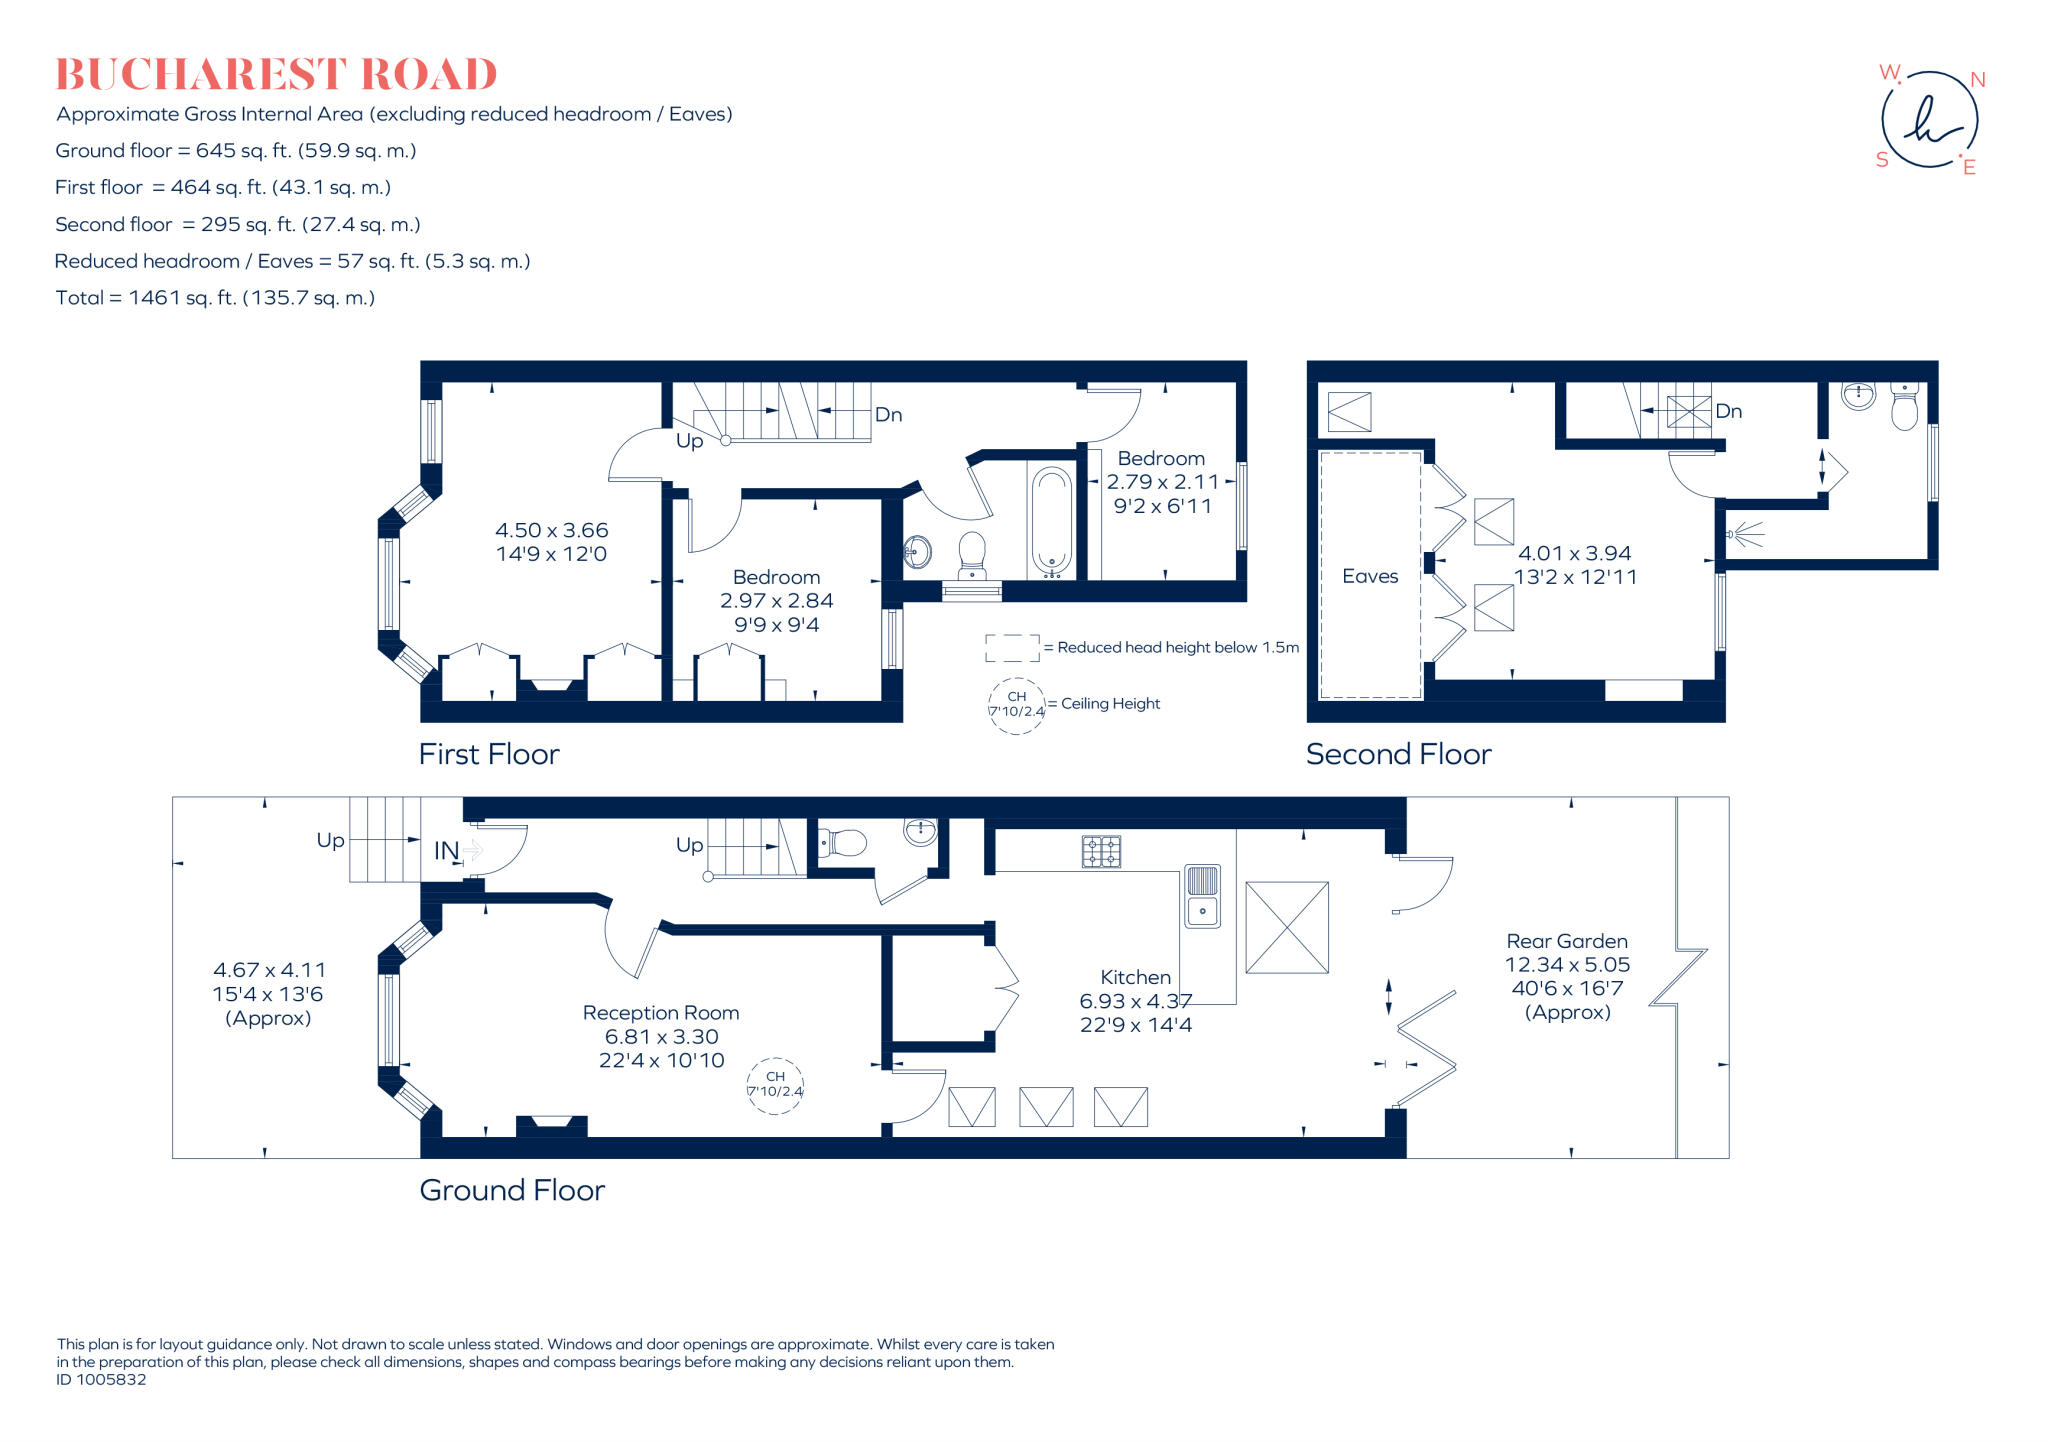 BUCHAREST ROAD
Approximate Gross Internal Area (excluding reduced headroom / Eaves)
Ground floor = 645 sq. ft. (59.9 sq. m.)
First floor = 464 sq. ft. (43.1 sq. m.)
Second floor = 295 sq. ft. (27.4 sq. m.)
Reduced headroom / Eaves = 57 sq. ft. (5.3 sq. m.)
Total = 1461 sq. ft. (135.7 sq. m.)
W
N
S
E
Up
Dn
4.50 x 3.66
14'9 x 12'0
Bedroom
2.97 x 2.84
9'9 x 9'4
Bedroom
2.79 x 2.11
9'2 x 6'11
= Reduced head height below 1.5m
CH
7'10/2.4
= Ceiling Height
First Floor
Dn
Eaves
4.01 x 3.94
13'2 x 12'11
Second Floor
Up
IN
Up
4.67 x 4.11
15'4 x 13'6
(Approx)
Reception Room
6.81 x 3.30
22'4 x 10'10
CH
7'10/2.4
Kitchen
6.93 x 4.37
22'9 x 14'4
Rear Garden
12.34 x 5.05
40'6 x 16'7
(Approx)
Ground Floor
This plan is for layout guidance only. Not drawn to scale unless stated. Windows and door openings are approximate. Whilst every care is taken
in the preparation of this plan, please check all dimensions, shapes and compass bearings before making any decisions reliant upon them.
ID 1005832